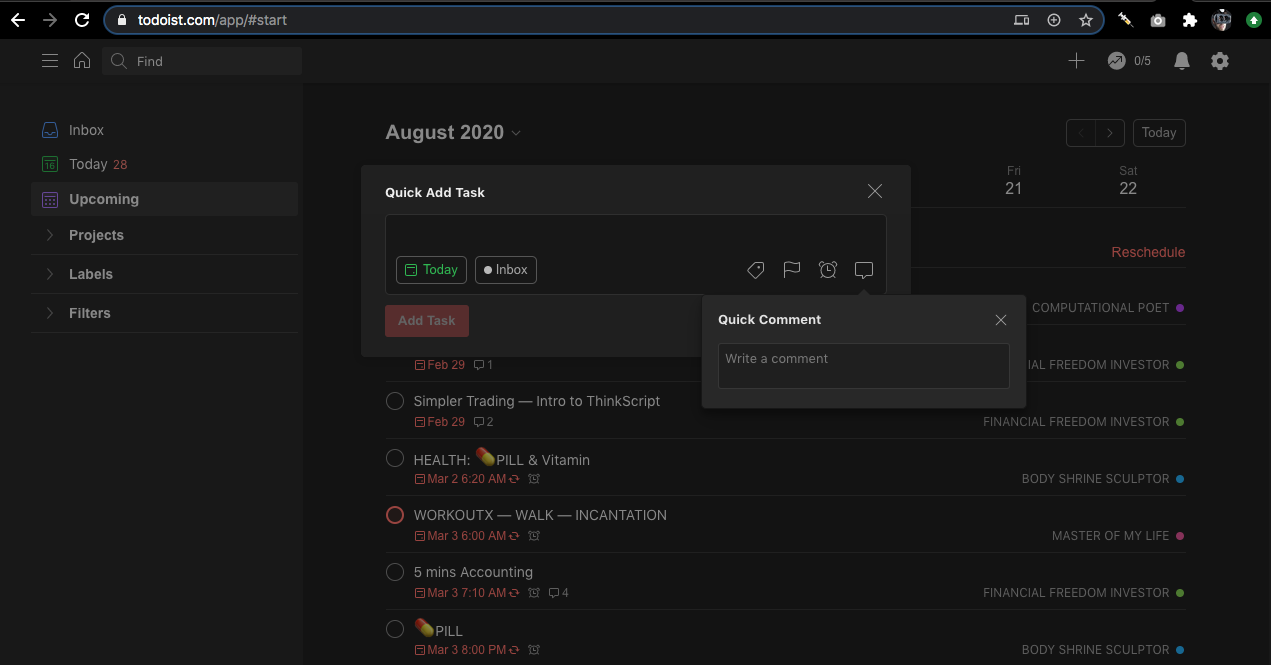 todoist.com/app/#start
Find
0/5
Inbox
16
Today 28
Upcoming
Projects
Labels
Filters
August 2020
Today
Fri
21
Sat
22
Reschedule
Quick Add Task
Today
Inbox
Add Task
Quick Comment
Write a comment
COMPUTATIONAL POET
Feb 29 1
IAL FREEDOM INVESTOR
Simpler Trading — Intro to ThinkScript
Feb 29 2
FINANCIAL FREEDOM INVESTOR
HEALTH: 💊PILL & Vitamin
Mar 2 6:20 AM
BODY SHRINE SCULPTOR
WORKOUTX — WALK — INCANTATION
Mar 3 6:00 AM
MASTER OF MY LIFE
5 mins Accounting
Mar 3 7:10 AM 4
FINANCIAL FREEDOM INVESTOR
💊PILL
Mar 3 8:00 PM
BODY SHRINE SCULPTOR